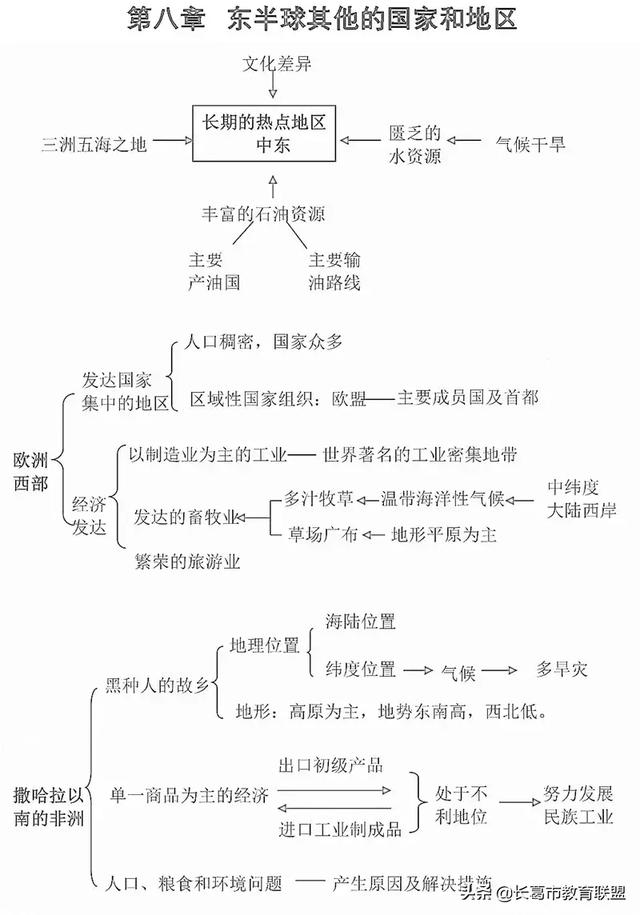 第八章 东半球其他的国家和地区
文化差异
三洲五海之地
长期的热点地区
中东
匮乏的
水资源
气候干旱
丰富的石油资源
主要
产油国
主要输
油路线
欧洲
西部
发达国家
集中的地区
人口稠密，国家众多
区域性国家组织：欧盟
主要成员国及首都
经济
发达
以制造业为主的工业
世界著名的工业密集地带
发达的畜牧业
多汁牧草
温带海洋性气候
中纬度
大陆西岸
草场广布
地形平原为主
繁荣的旅游业
撒哈拉以
南的非洲
黑种人的故乡
地理位置
海陆位置
纬度位置
气候
多旱灾
地形：高原为主，地势东南高，西北低。
单一商品为主的经济
出口初级产品
进口工业制成品
处于不
利地位
努力发展
民族工业
人口、粮食和环境问题
产生原因及解决措施
头条@长葛市教育联盟